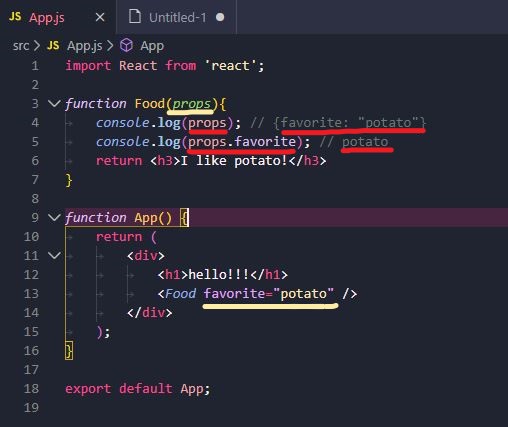 JS App.js × Untitled-1 ●
src > JS App.js > App
1 import React from 'react';
2
3 function Food(props){
4 console.log(props); // {favorite: "potato"}
5 console.log(props.favorite); // potato
6 return <h3>I like potato!</h3>
7 }
8
9 function App() {
10 return (
11 <div>
12 <h1>hello!!!</h1>
13 <Food favorite="potato" />
14 </div>
15 );
16 }
17
18 export default App;
19